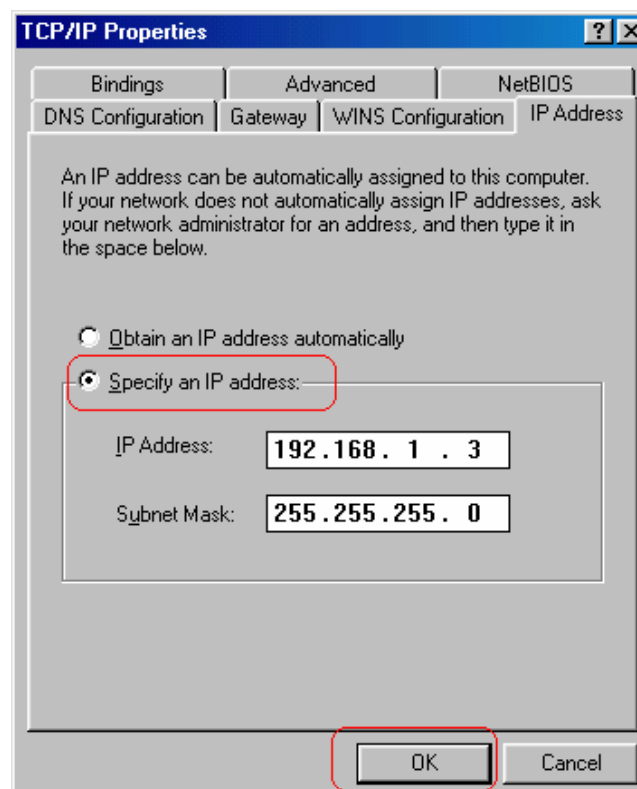 TCP/IP Properties
? X
Bindings Advanced NetBIOS
DNS Configuration Gateway WINS Configuration IP Address
An IP address can be automatically assigned to this computer.
If your network does not automatically assign IP addresses, ask
your network administrator for an address, and then type it in
the space below.
Obtain an IP address automatically
Specify an IP address:
IP Address: 192.168. 1 . 3
Subnet Mask: 255.255.255. 0
OK Cancel